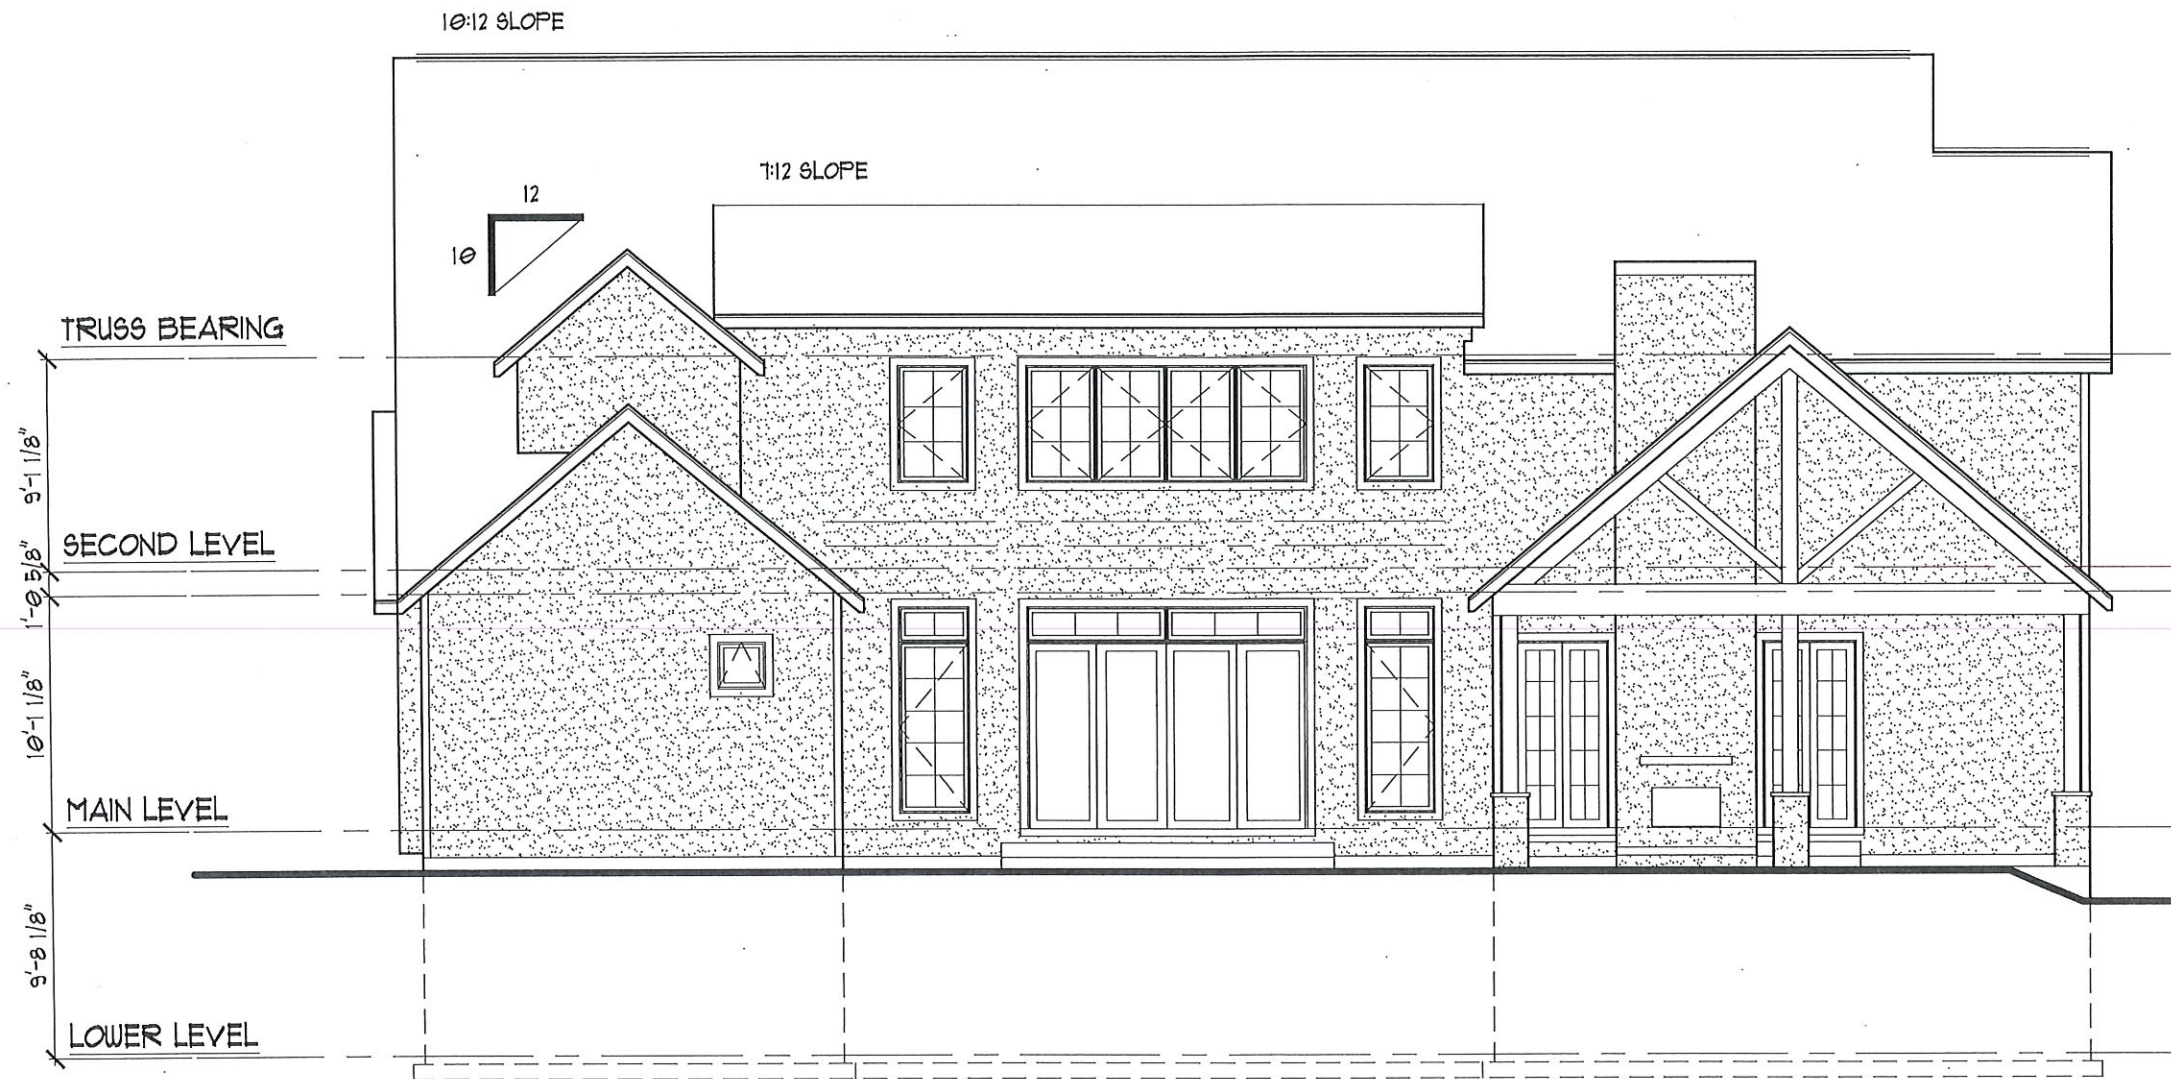 10:12 SLOPE
7:12 SLOPE
12
10
TRUSS BEARING
9'-1 1/8"
SECOND LEVEL
1'-0 5/8"
10'-1 1/8"
MAIN LEVEL
9'-8 1/8"
LOWER LEVEL